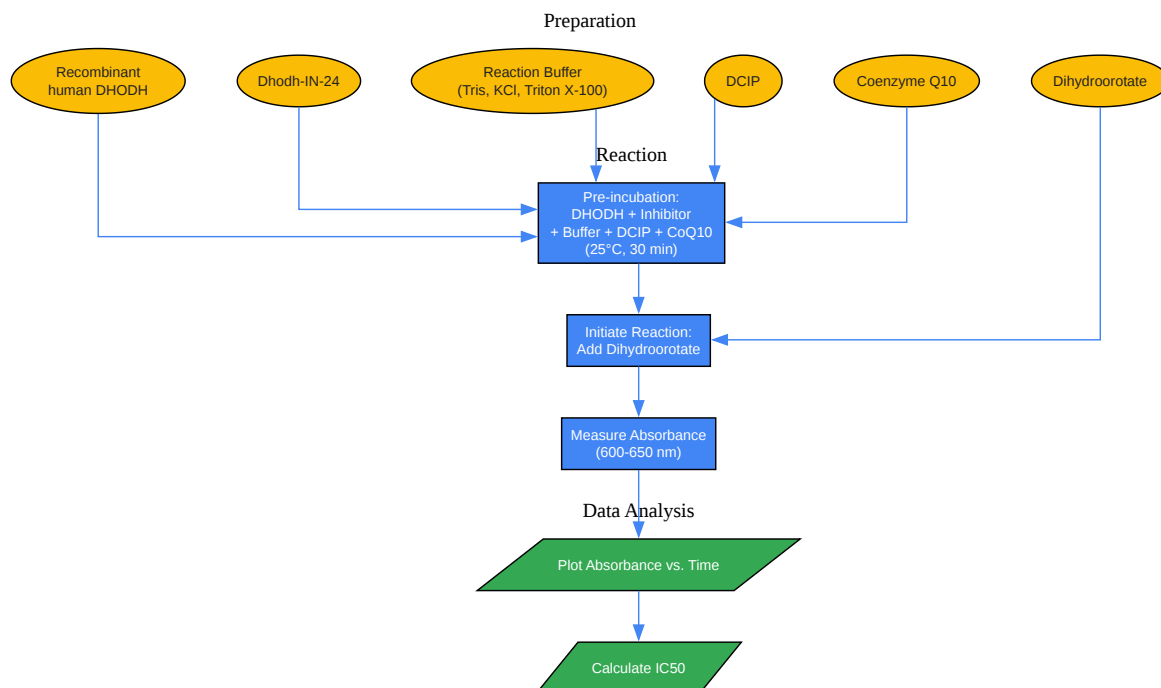 Preparation
Recombinant
human DHODH
Dhodh-IN-24
Reaction Buffer
(Tris, KCl, Triton X-100)
DCIP
Coenzyme Q10
Dihydroorotate
Reaction
Pre-incubation:
DHODH + Inhibitor
+ Buffer + DCIP + CoQ10
(25°C, 30 min)
Initiate Reaction:
Add Dihydroorotate
Measure Absorbance
(600-650 nm)
Data Analysis
Plot Absorbance vs. Time
Calculate IC50